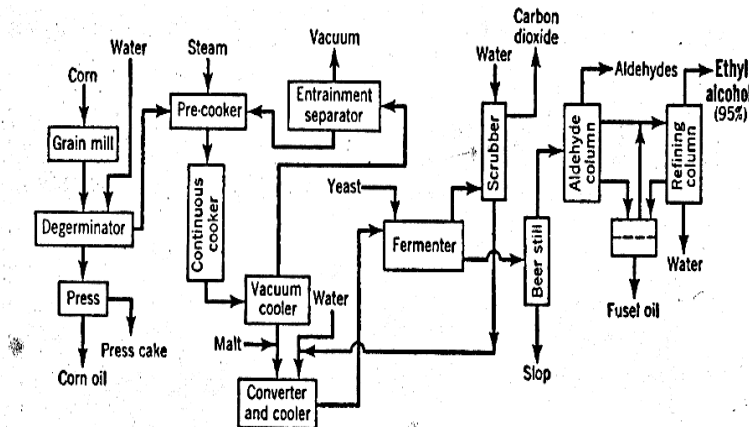 Carbon
dioxide
Water
Steam
Vacuum
Water
Corn
Aldehydes
Ethyl
alcohol
(95%)
Pre-cooker
Entrainment
separator
Grain mill
Scrubber
Aldehyde
column
Refining
column
Continuous
cooker
Yeast
Degerminator
Fermenter
Beer still
Water
Press
Vacuum
cooler
Water
Fusel oil
Malt
Press cake
Corn oil
Slop
Converter
and cooler